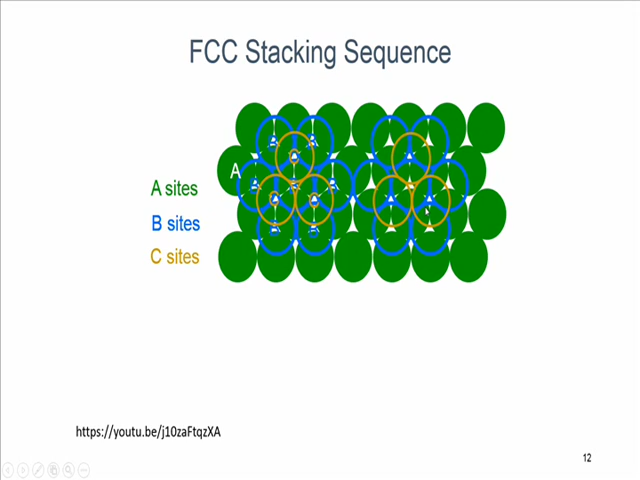 FCC Stacking Sequence
B B
A B
A sites
B sites
C sites
B B
https://youtu.be/j10zaFtqzXA
12